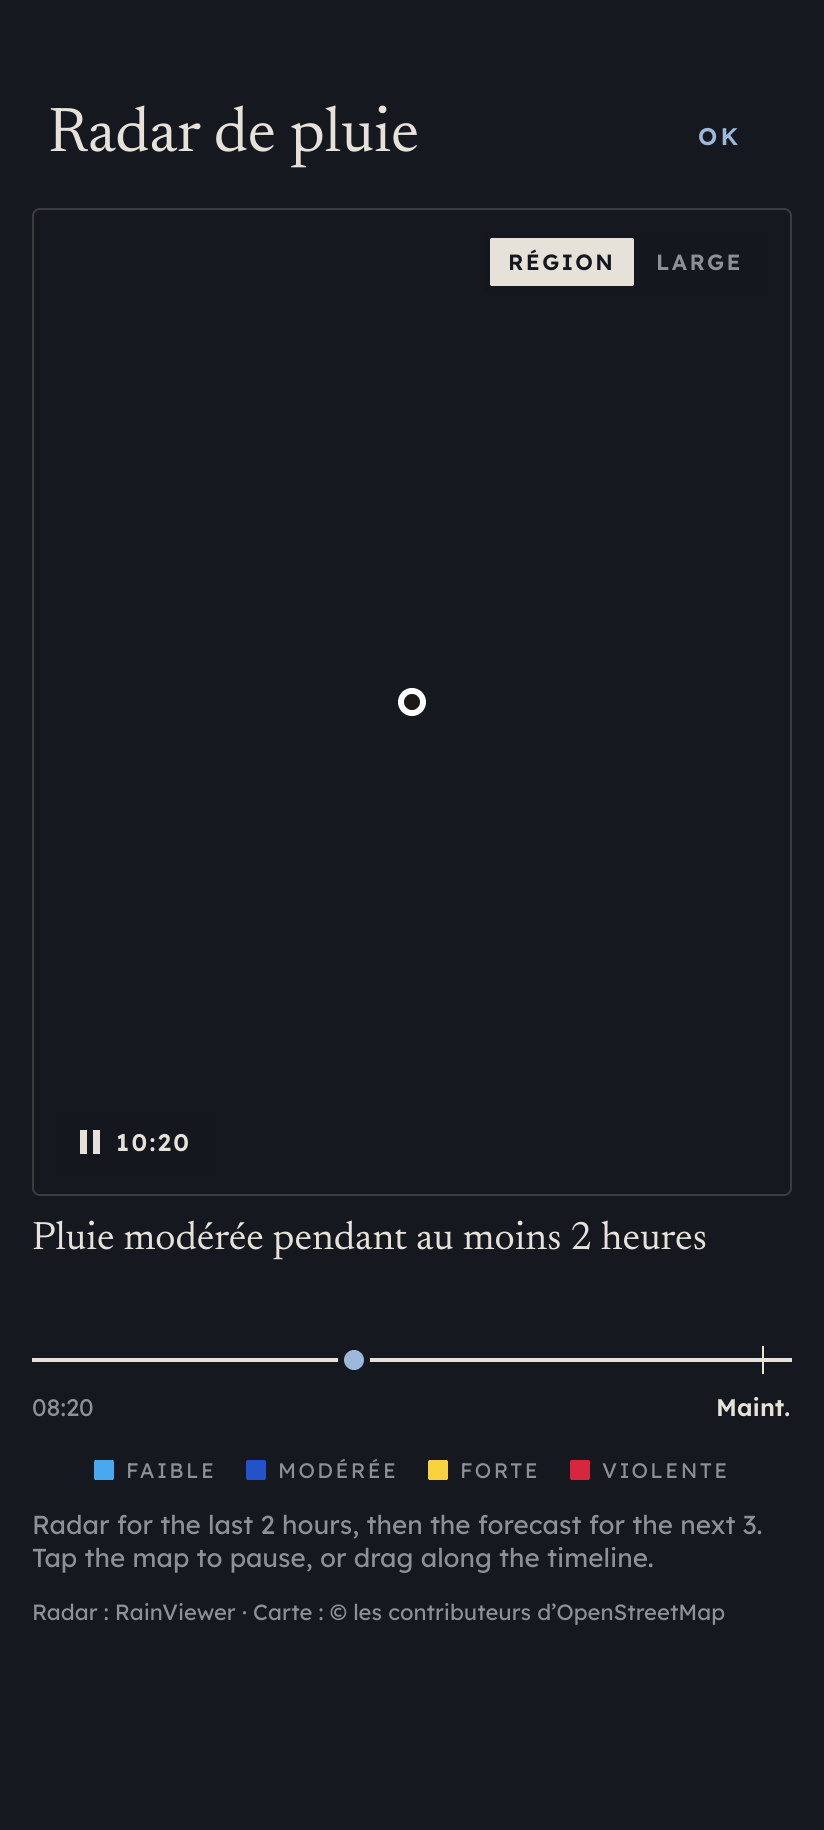 Radar de pluie
OK
RÉGION
LARGE
10:20
Pluie modérée pendant au moins 2 heures
08:20
Maint.
FAIBLE
MODÉRÉE
FORTE
VIOLENTE
Radar for the last 2 hours, then the forecast for the next 3.
Tap the map to pause, or drag along the timeline.
Radar : RainViewer · Carte : © les contributeurs d’OpenStreetMap